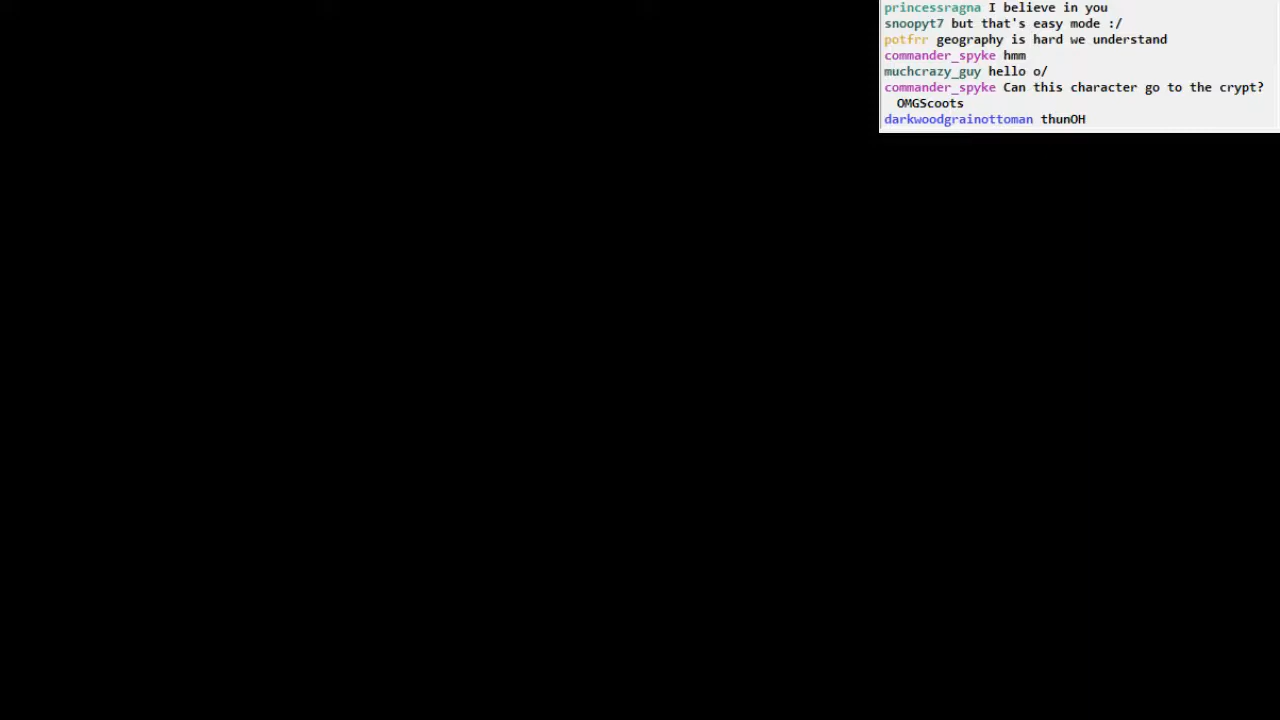 princessragna I believe in you
snoopyt7 but that's easy mode :/
potfrr geography is hard we understand
commander_spyke hmm
muchcrazy_guy hello o/
commander_spyke Can this character go to the crypt?
OMGScoots
darkwoodgrainottoman thunOH